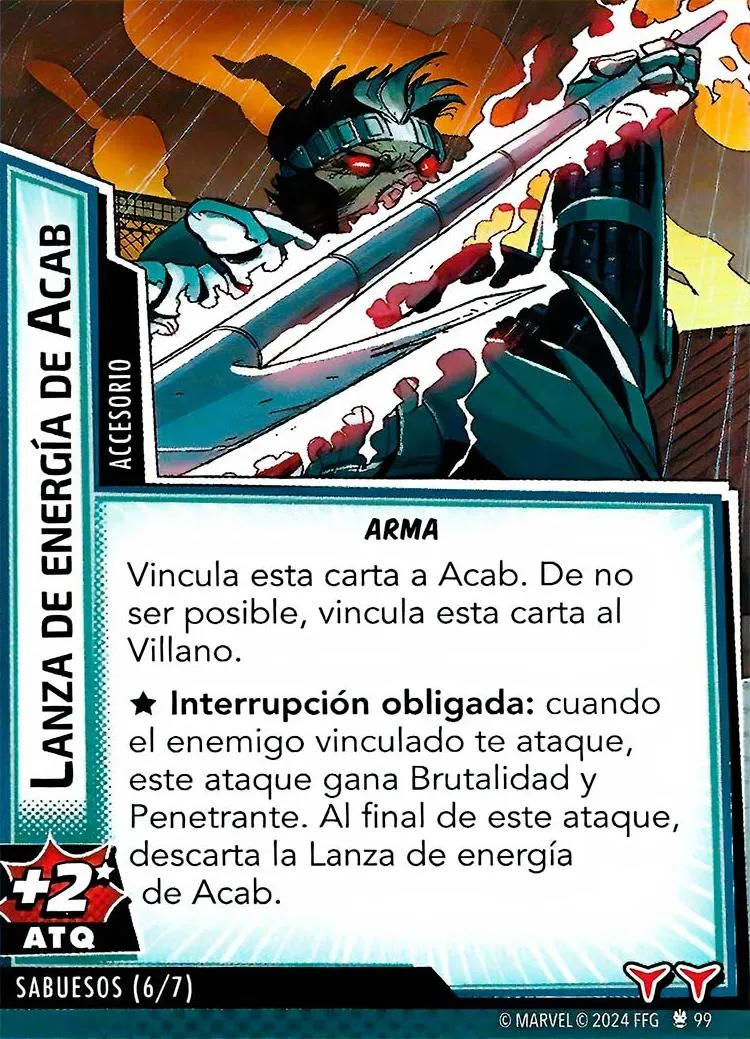 LANZA DE ENERGÍA DE ACAB
ACCESORIO
ARMA
Vincula esta carta a Acab. De no
ser posible, vincula esta carta al
Villano.
★ Interrupción obligada: cuando
el enemigo vinculado te ataque,
este ataque gana Brutalidad y
Penetrante. Al final de este ataque,
descarta la Lanza de energía
de Acab.
+2★
ATQ
SABUESOS (6/7)
© MARVEL © 2024 FFG 99